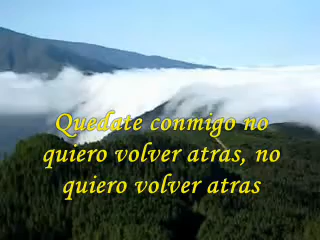 Quedate conmigo no
quiero volver atras, no
quiero volver atras